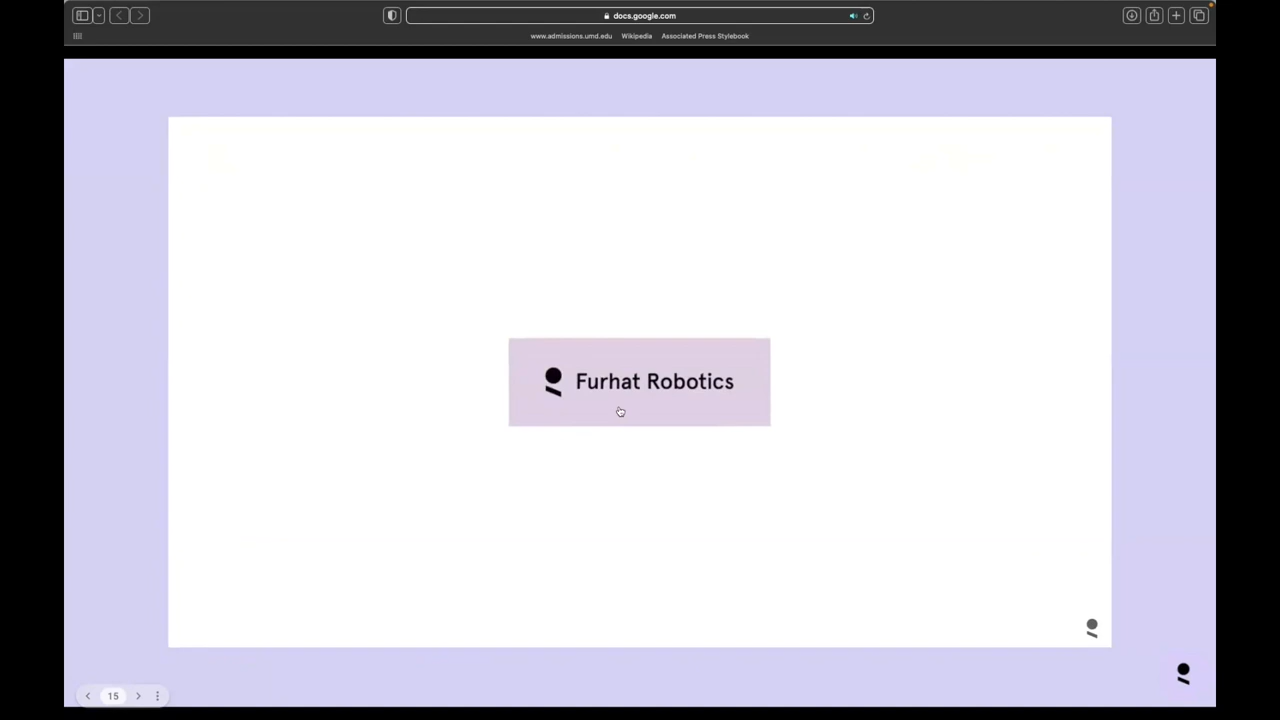 docs.google.com
www.admissions.umd.edu Wikipedia Associated Press Stylebook
Furhat Robotics
15